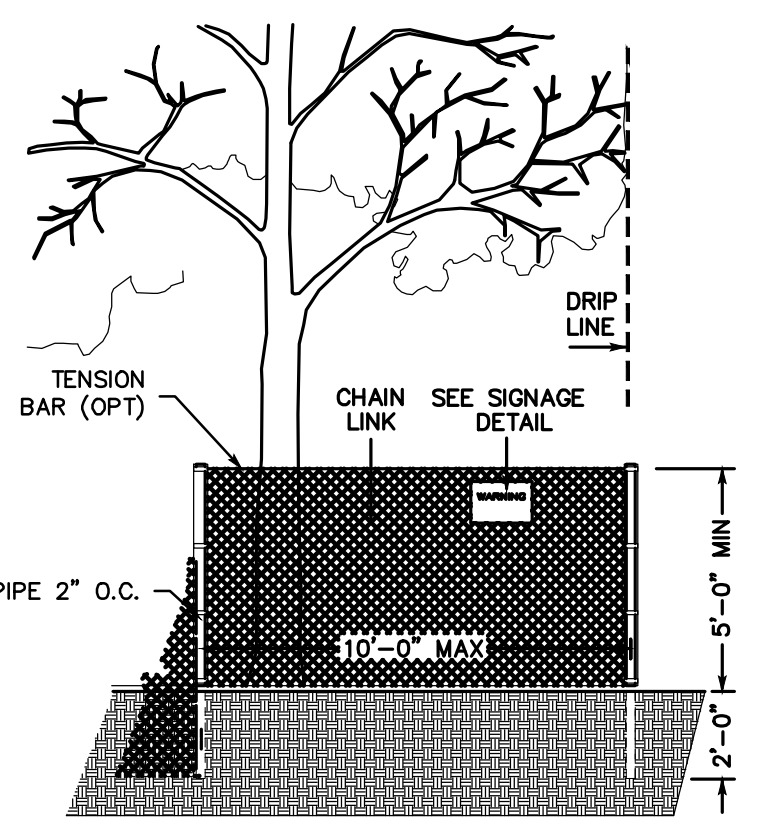 DRIP
LINE
TENSION
BAR (OPT)
CHAIN
LINK
SEE SIGNAGE
DETAIL
WARNING
PIPE 2" O.C.
10'-0" MAX
5'-0" MIN
2'-0"